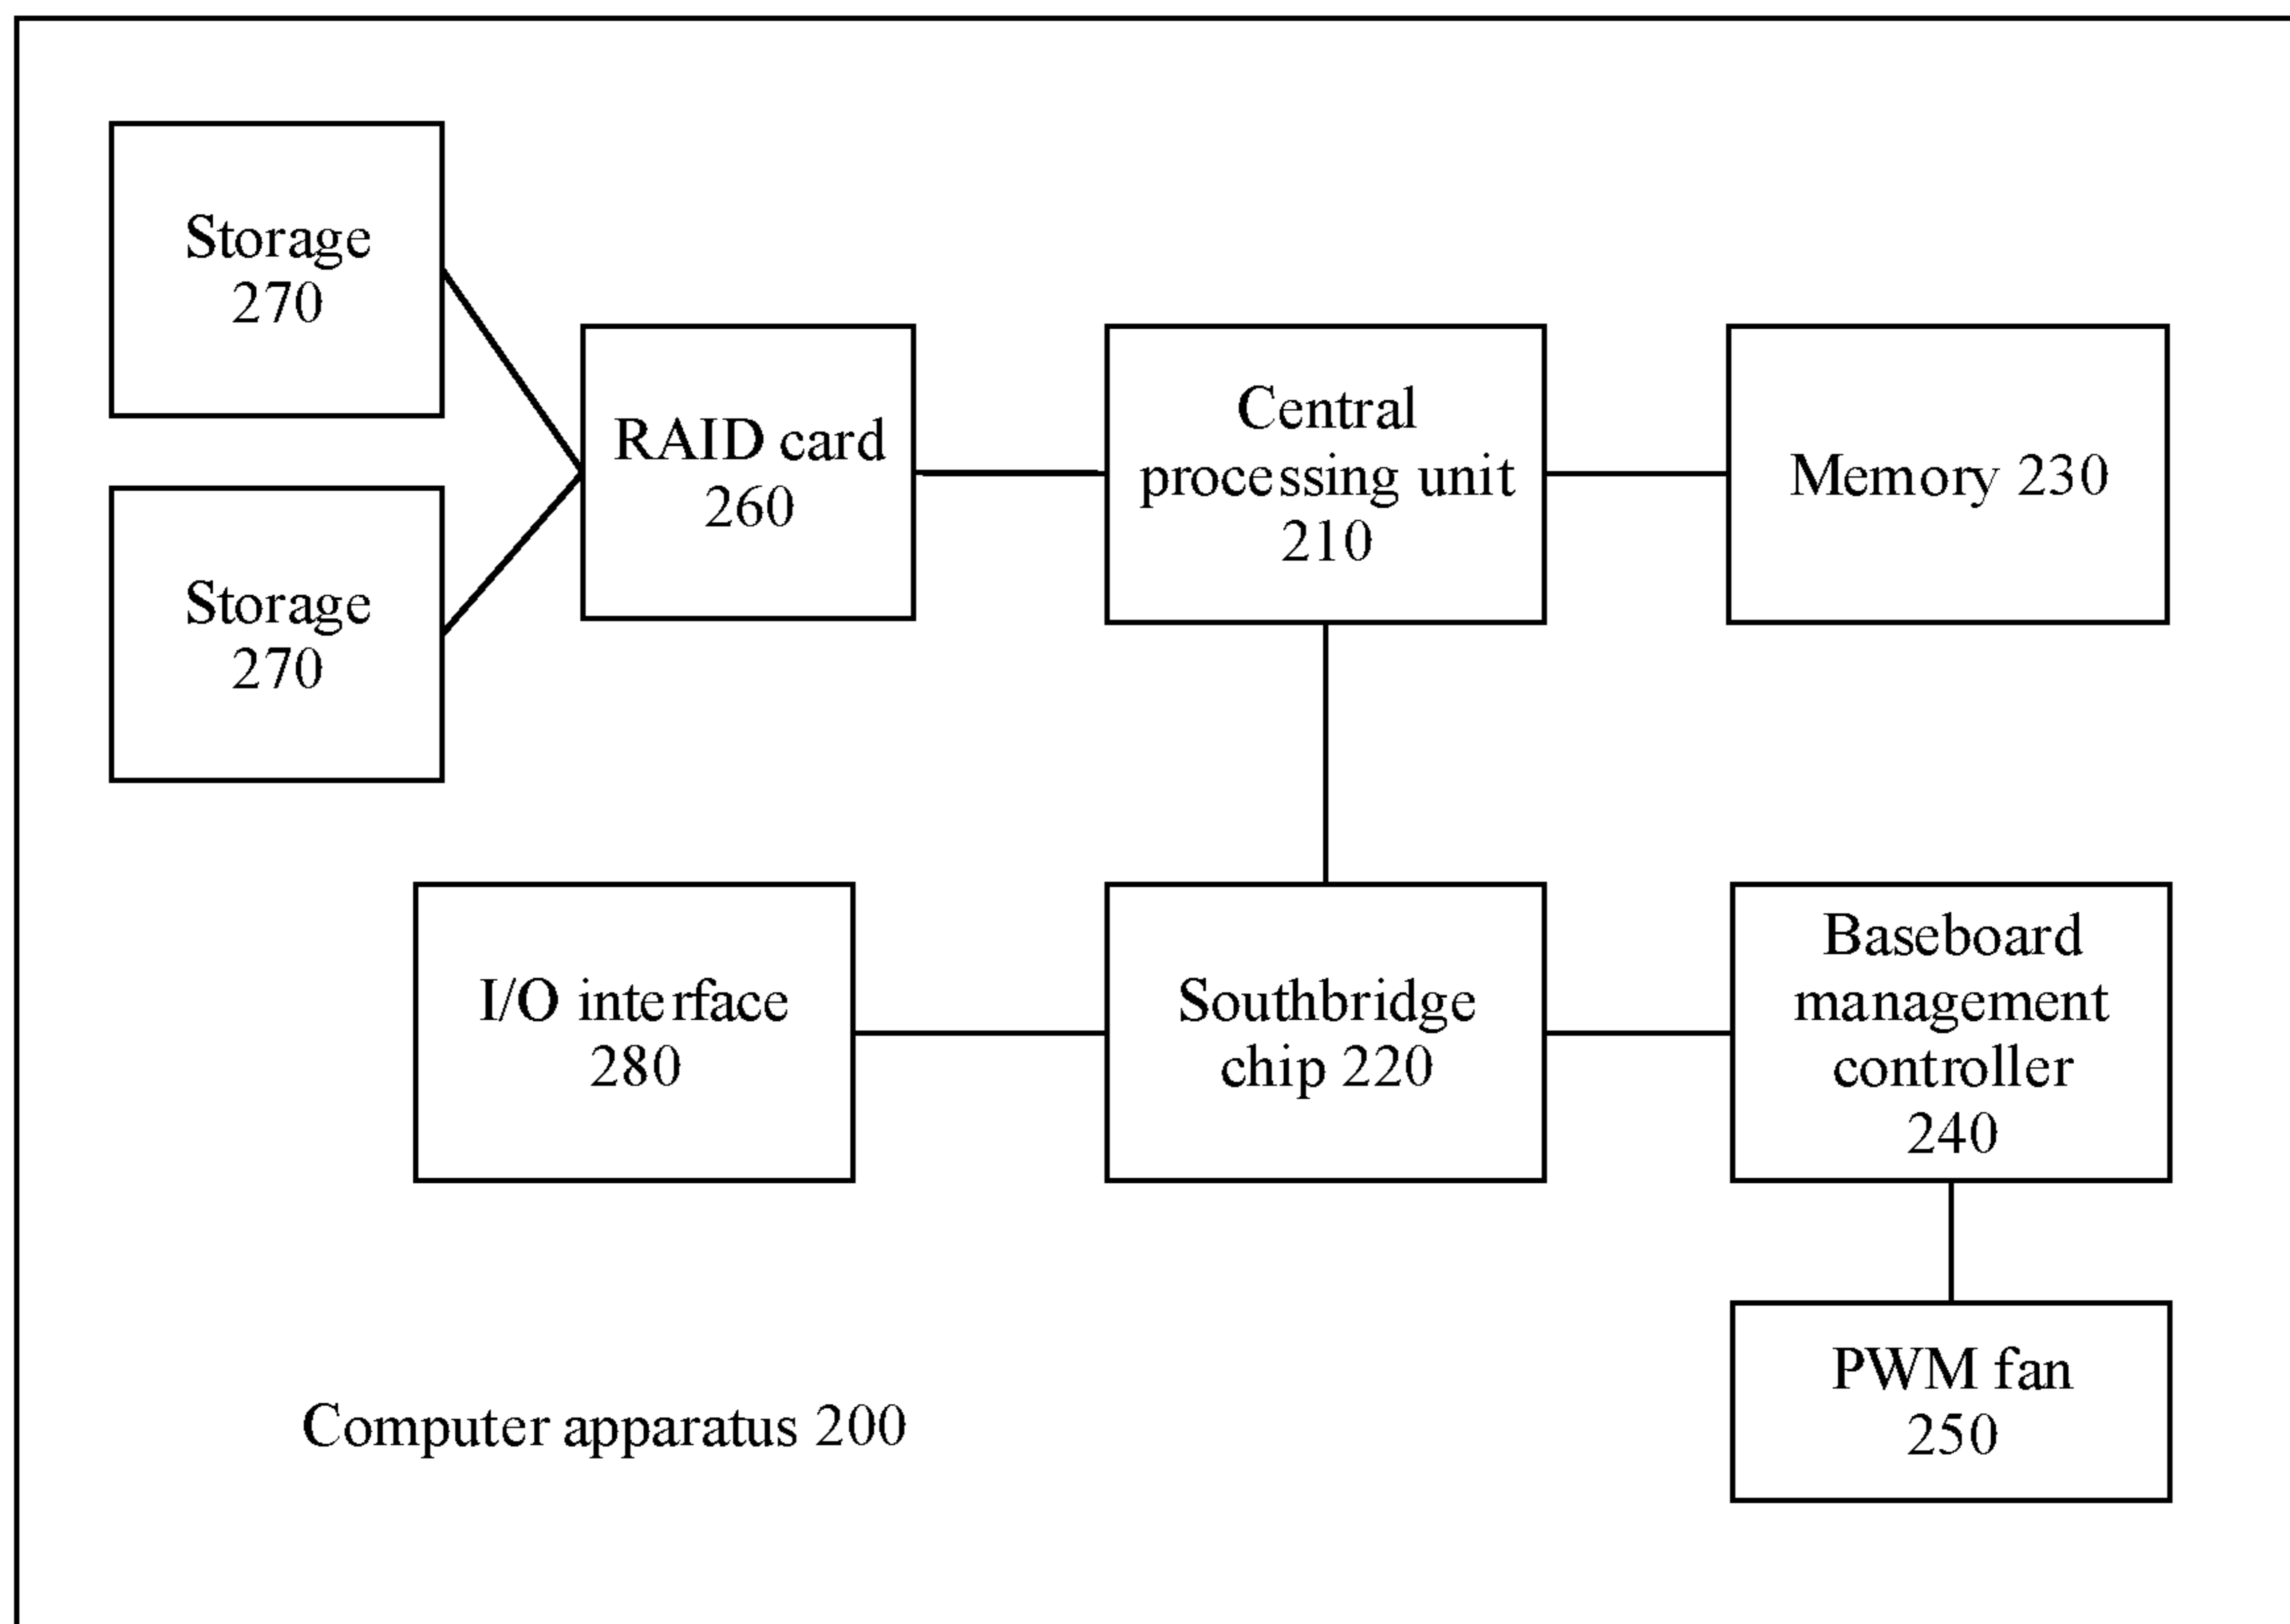 Storage
270
RAID card
260
Central
processing unit
210
Memory 230
Storage
270
I/O interface
280
Southbridge
chip 220
Baseboard
management
controller
240
PWM fan
250
Computer apparatus 200